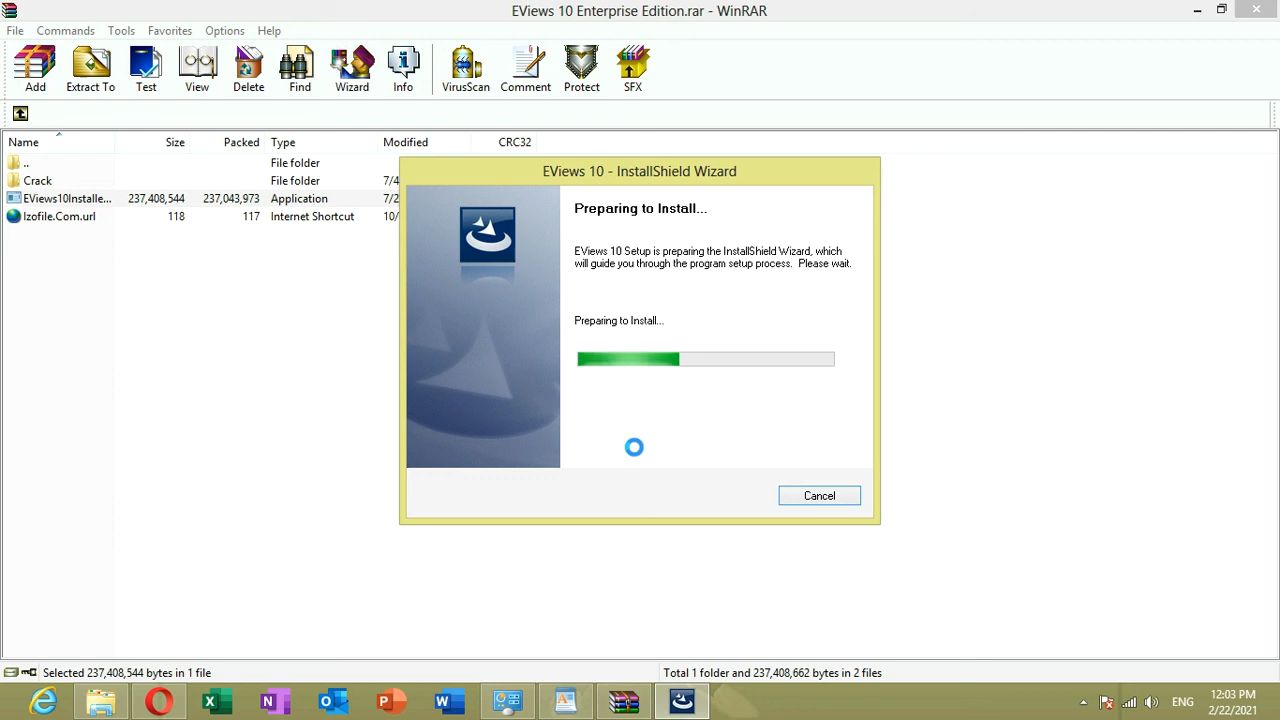 EViews 10 Enterprise Edition.rar - WinRAR
File Commands Tools Favorites Options Help
Add Extract To Test View Delete Find Wizard Info VirusScan Comment Protect SFX
Name Size Packed Type Modified CRC32
.. File folder
Crack File folder 7/4
EViews10Installe... 237,408,544 237,043,973 Application 7/2
Izofile.Com.url 118 117 Internet Shortcut 10/
EViews 10 - InstallShield Wizard
Preparing to Install...
EViews 10 Setup is preparing the InstallShield Wizard, which
will guide you through the program setup process. Please wait.
Preparing to Install...
Cancel
Selected 237,408,544 bytes in 1 file Total 1 folder and 237,408,662 bytes in 2 files
ENG 12:03 PM
2/22/2021